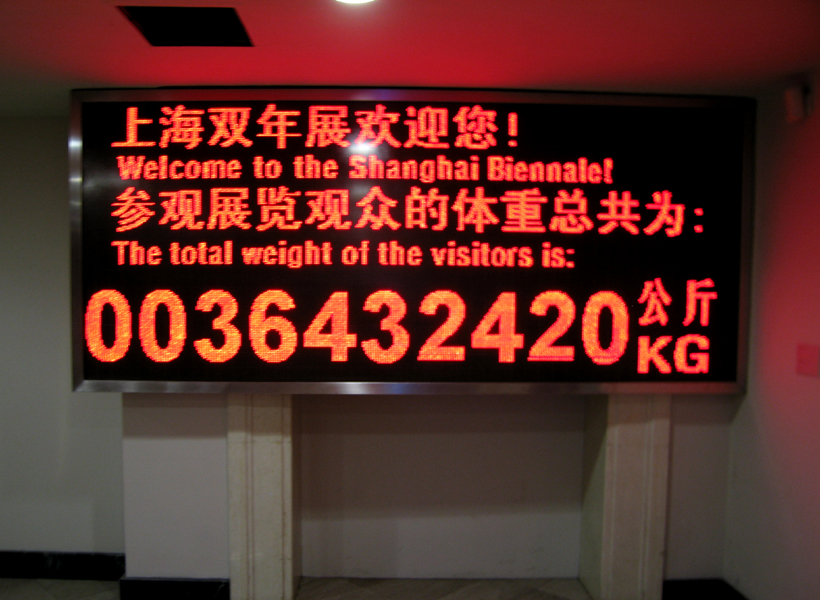 上海双年展欢迎您!
Welcome to the Shanghai Biennale!
参观展览观众的体重总共为:
The total weight of the visitors is:
0036432420 公斤
KG